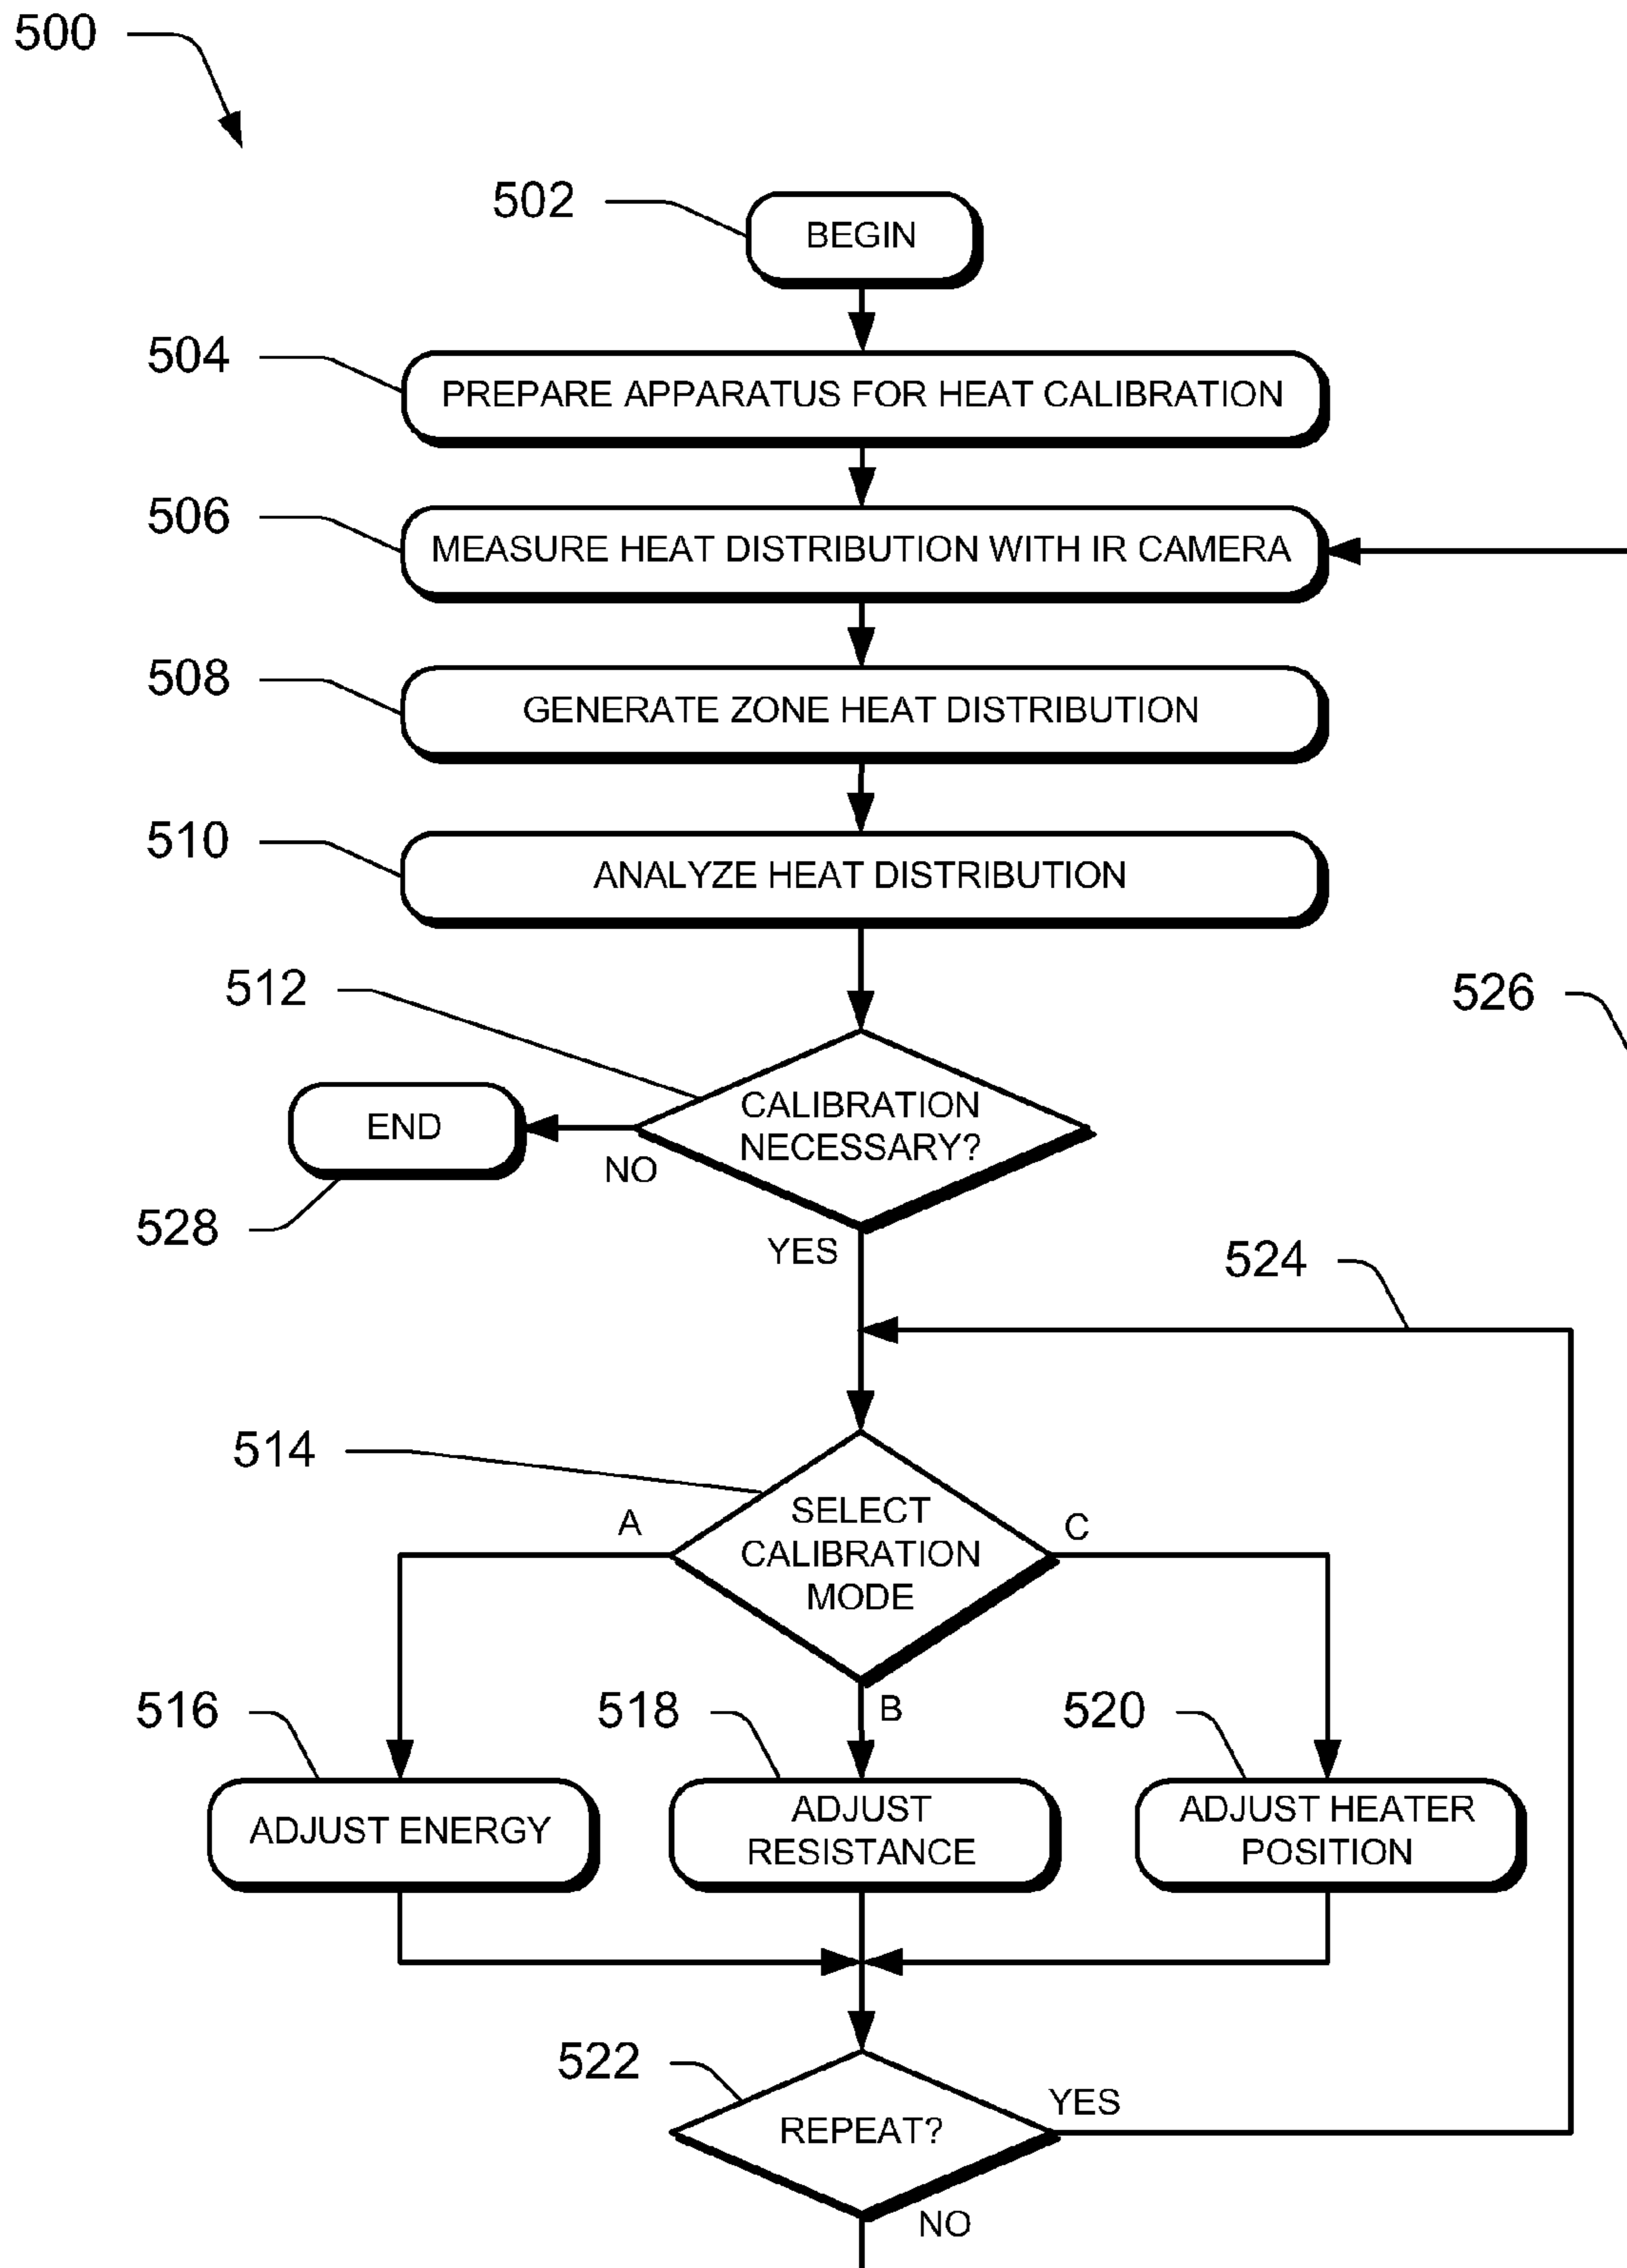 500
502
BEGIN
504
PREPARE APPARATUS FOR HEAT CALIBRATION
506
MEASURE HEAT DISTRIBUTION WITH IR CAMERA
508
GENERATE ZONE HEAT DISTRIBUTION
510
ANALYZE HEAT DISTRIBUTION
512
526
CALIBRATION
NECESSARY?
END
NO
528
YES
524
514
A
SELECT
CALIBRATION
MODE
C
516
518
B
520
ADJUST ENERGY
ADJUST
RESISTANCE
ADJUST HEATER
POSITION
522
YES
REPEAT?
NO